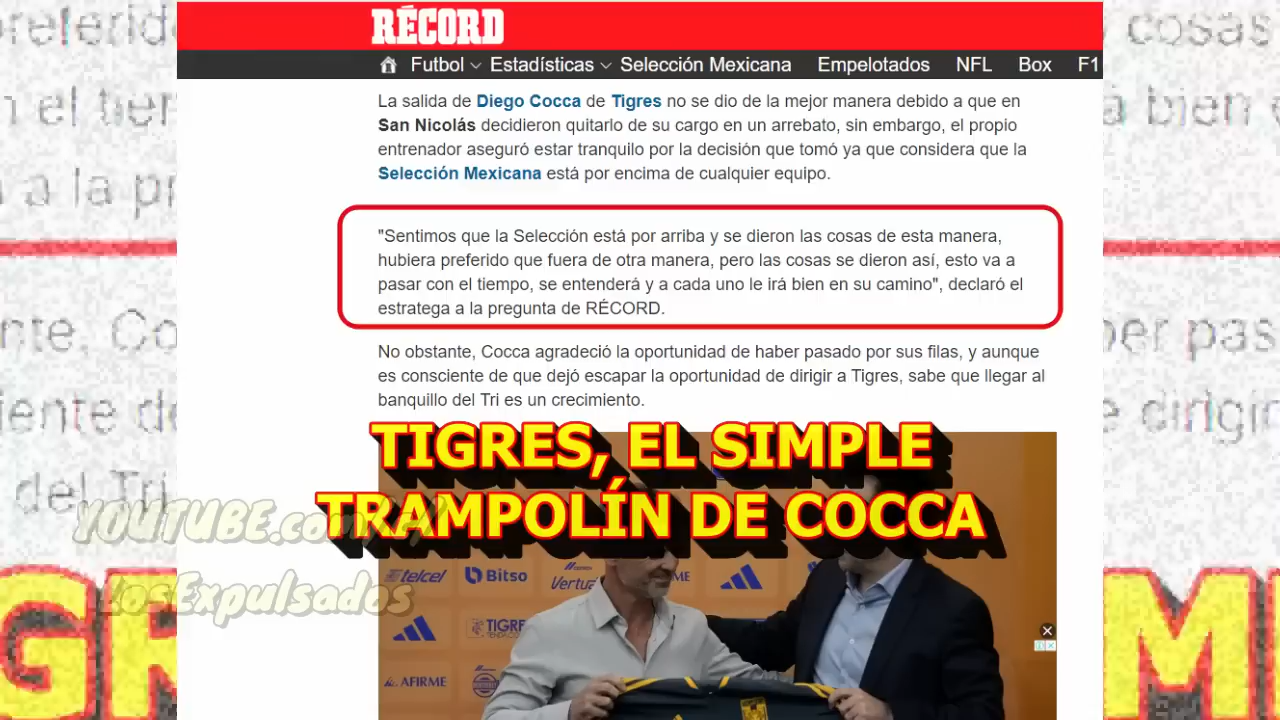 RÉCORD
Futbol Estadísticas Selección Mexicana Empelotados NFL Box F1
La salida de Diego Cocca de Tigres no se dio de la mejor manera debido a que en
San Nicolás decidieron quitarlo de su cargo en un arrebato, sin embargo, el propio
entrenador aseguró estar tranquilo por la decisión que tomó ya que considera que la
Selección Mexicana está por encima de cualquier equipo.
"Sentimos que la Selección está por arriba y se dieron las cosas de esta manera,
hubiera preferido que fuera de otra manera, pero las cosas se dieron así, esto va a
pasar con el tiempo, se entenderá y a cada uno le irá bien en su camino", declaró el
estratega a la pregunta de RÉCORD.
No obstante, Cocca agradeció la oportunidad de haber pasado por sus filas, y aunque
es consciente de que dejó escapar la oportunidad de dirigir a Tigres, sabe que llegar al
banquillo del Tri es un crecimiento.
TIGRES, EL SIMPLE
TRAMPOLÍN DE COCCA
YOUTUBE.com/c/
LosExpulsados
telcel Bitso
AFIRME